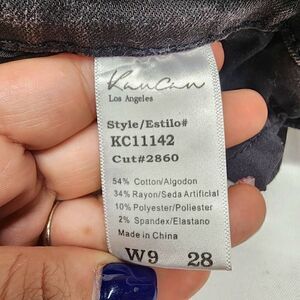 KanCan
Los Angeles
Style/Estilo#
KC11142
Cut#2860
54% Cotton/Algodon
34% Rayon/Seda Artificial
10% Polyester/Poliester
2% Spandex/Elastano
Made in China
W9 28